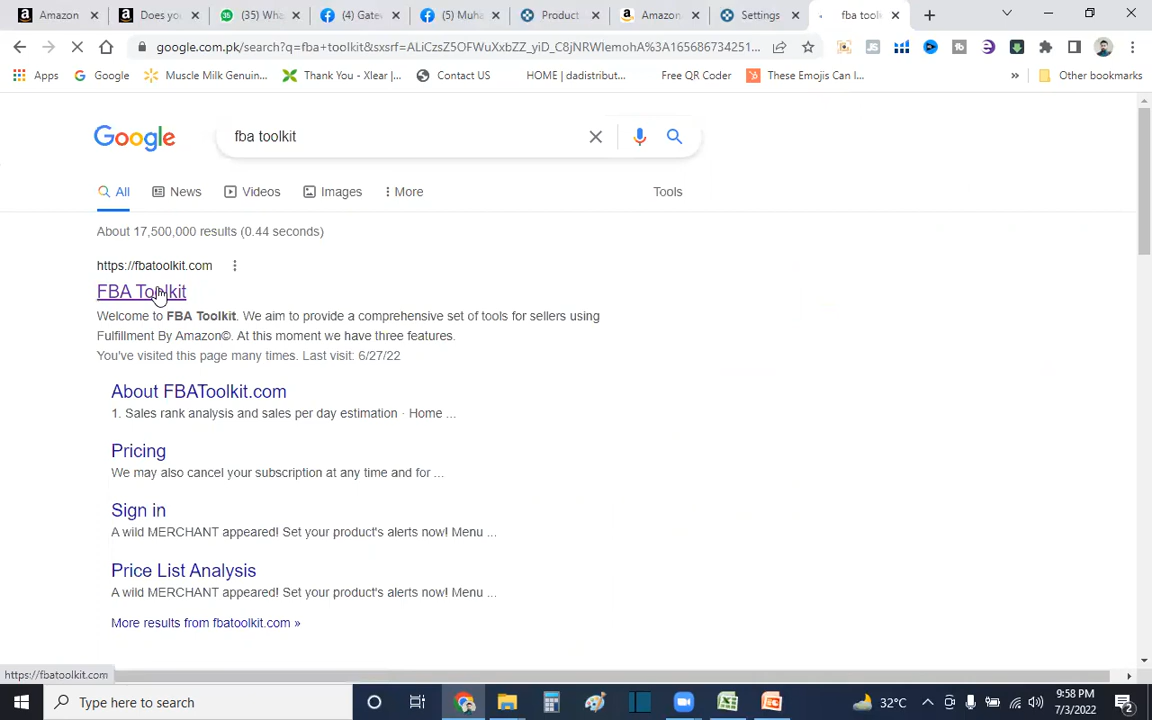 Amazon
Does you
(35) Wha
(4) Gate
(5) Muha
Product
Amazon
Settings
fba tool
google.com.pk/search?q=fba+toolkit&sxsrf=ALiCzsZ5OFWuXxbZZ_yiD_C8jNRWlemohA%3A165686734251...
Apps
Google
Muscle Milk Genuin...
Thank You - Xlear |...
Contact US
HOME | dadistribut...
Free QR Coder
These Emojis Can I...
»
Other bookmarks
Google
fba toolkit
All
News
Videos
Images
More
Tools
About 17,500,000 results (0.44 seconds)
https://fbatoolkit.com
FBA Toolkit
Welcome to FBA Toolkit. We aim to provide a comprehensive set of tools for sellers using
Fulfillment By Amazon©. At this moment we have three features.
You've visited this page many times. Last visit: 6/27/22
About FBAToolkit.com
1. Sales rank analysis and sales per day estimation · Home ...
Pricing
We may also cancel your subscription at any time and for ...
Sign in
A wild MERCHANT appeared! Set your product's alerts now! Menu ...
Price List Analysis
A wild MERCHANT appeared! Set your product's alerts now! Menu ...
More results from fbatoolkit.com »
https://fbatoolkit.com
Type here to search
32°C
9:58 PM
7/3/2022
2